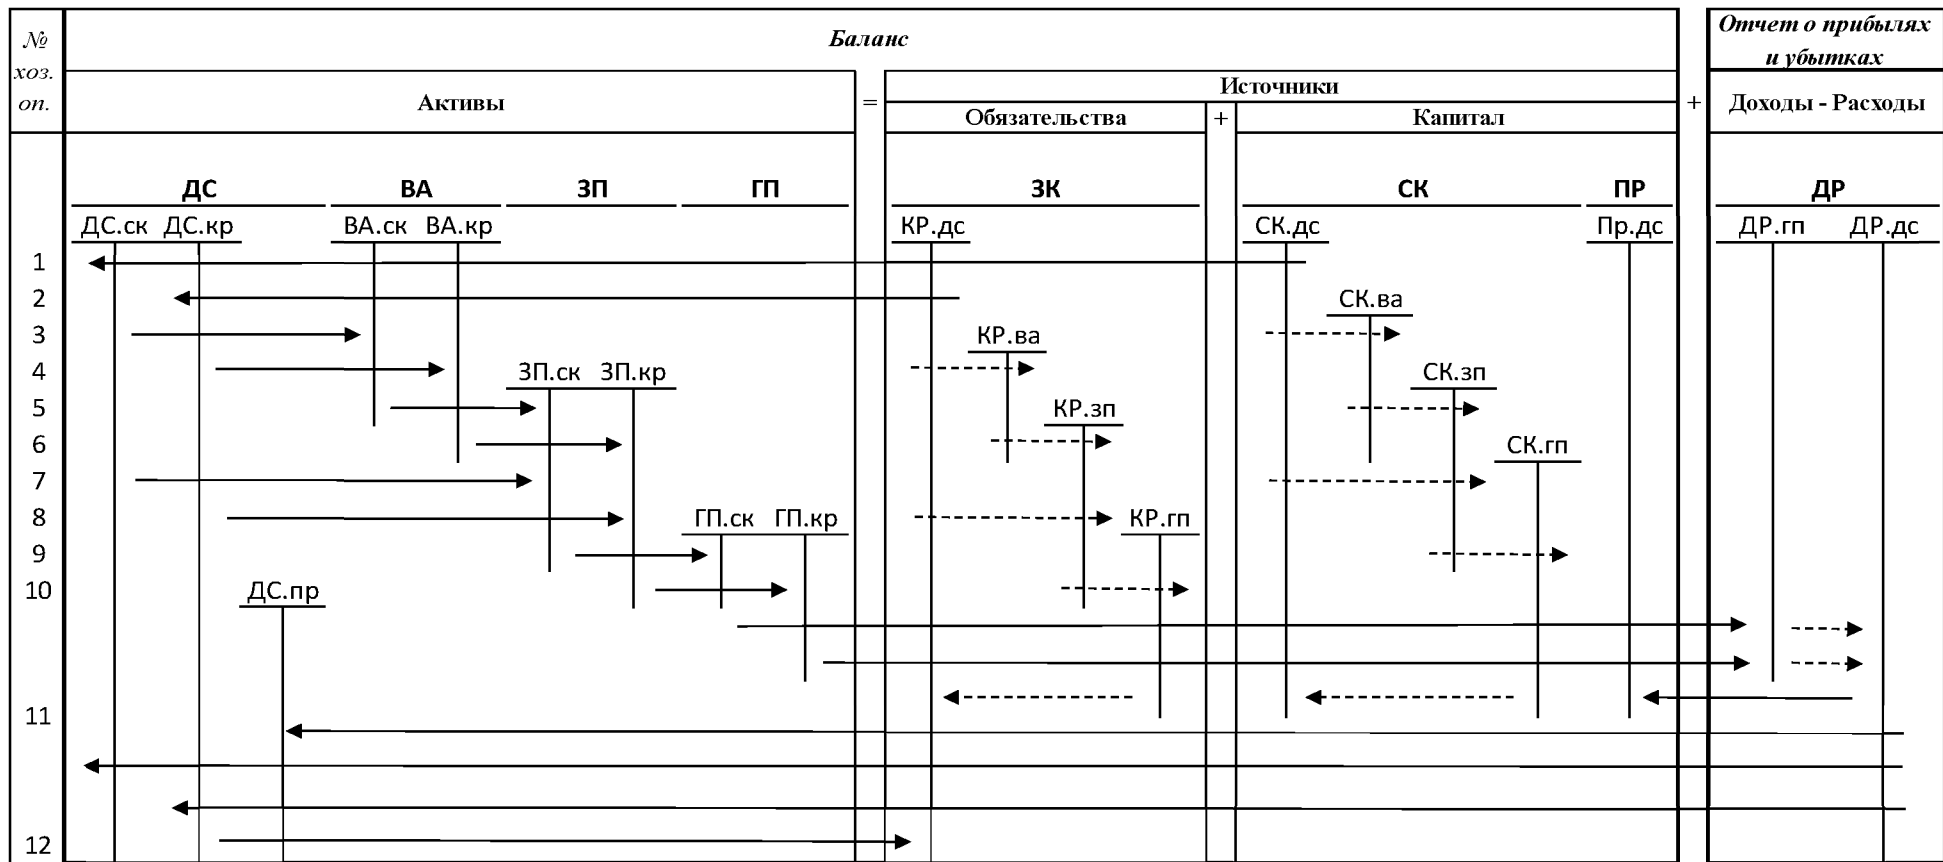 №
хоз.
оп.
Баланс
Отчет о прибылях
и убытках
Активы
=
Источники
+
Доходы - Расходы
Обязательства
+
Капитал
ДС ВА ЗП ГП ЗК СК ПР ДР
ДС.ск ДС.кр ВА.ск ВА.кр КР.дс СК.дс Пр.дс ДР.гп ДР.дс
1
2 СК.ва
3 КР.ва
4 ЗП.ск ЗП.кр СК.зп
5 КР.зп
6 СК.гп
7
8 ГП.ск ГП.кр КР.гп
9
10 ДС.пр
11
12